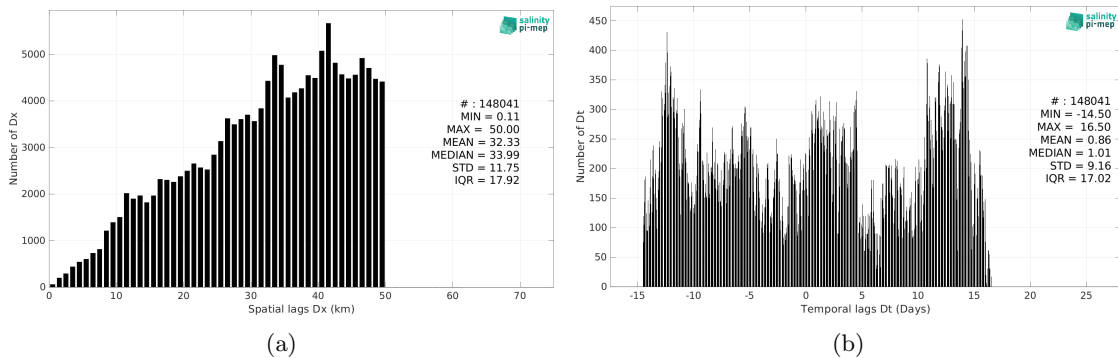 salinity
pi-mep
5000
4000
3000
2000
1000
0
Number of Dx
# : 148041
MIN = 0.11
MAX = 50.00
MEAN = 32.33
MEDIAN = 33.99
STD = 11.75
IQR = 17.92
0 10 20 30 40 50 60 70
Spatial lags Dx (km)
(a)
salinity
pi-mep
450
400
350
300
250
200
150
100
50
0
Number of Dt
# : 148041
MIN = -14.50
MAX = 16.50
MEAN = 0.86
MEDIAN = 1.01
STD = 9.16
IQR = 17.02
-15 -10 -5 0 5 10 15 20 25
Temporal lags Dt (Days)
(b)